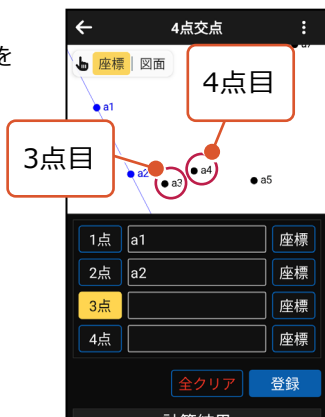 を
4点交点
座標 図面
a7
4点目
a1
3点目
a2
a3
a4
a5
1点 a1 座標
2点 a2 座標
3点 座標
4点 座標
全クリア 登録
計算結果